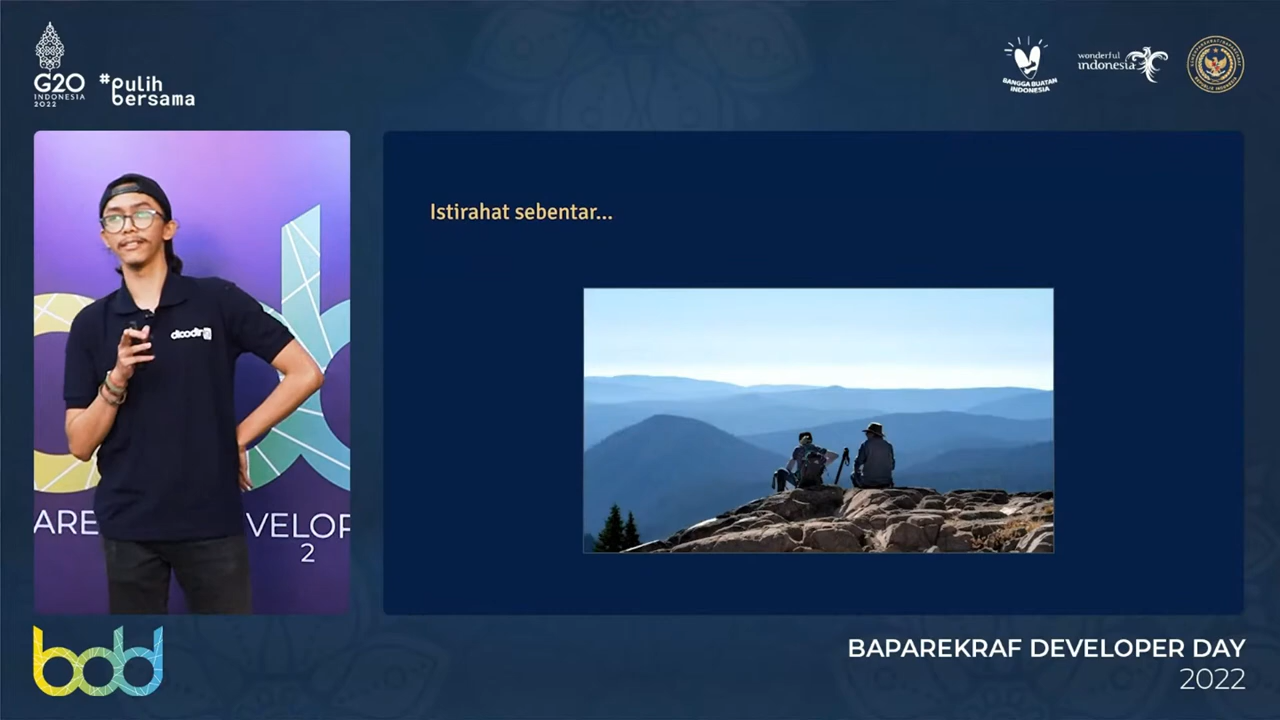 G20
INDONESIA
2022
#pulih
bersama
BANGGA BUATAN
INDONESIA
wonderful
indonesia
Istirahat sebentar...
dicoding
ARE VELOP
2
bdd
BAPAREKRAF DEVELOPER DAY
2022